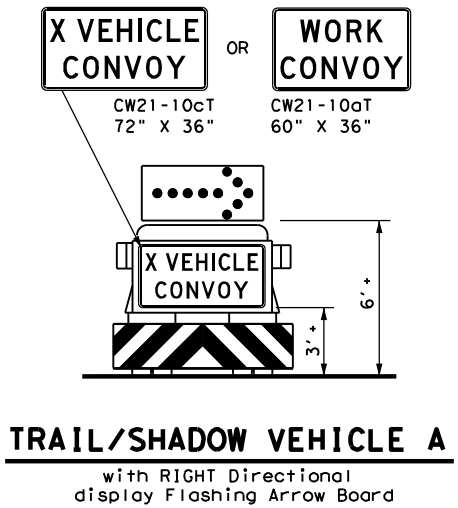 X VEHICLE
CONVOY
OR
WORK
CONVOY
CW21-10cT
72" X 36"
CW21-10aT
60" X 36"
X VEHICLE
CONVOY
6' +
3' +
TRAIL/SHADOW VEHICLE A
with RIGHT Directional
display Flashing Arrow Board